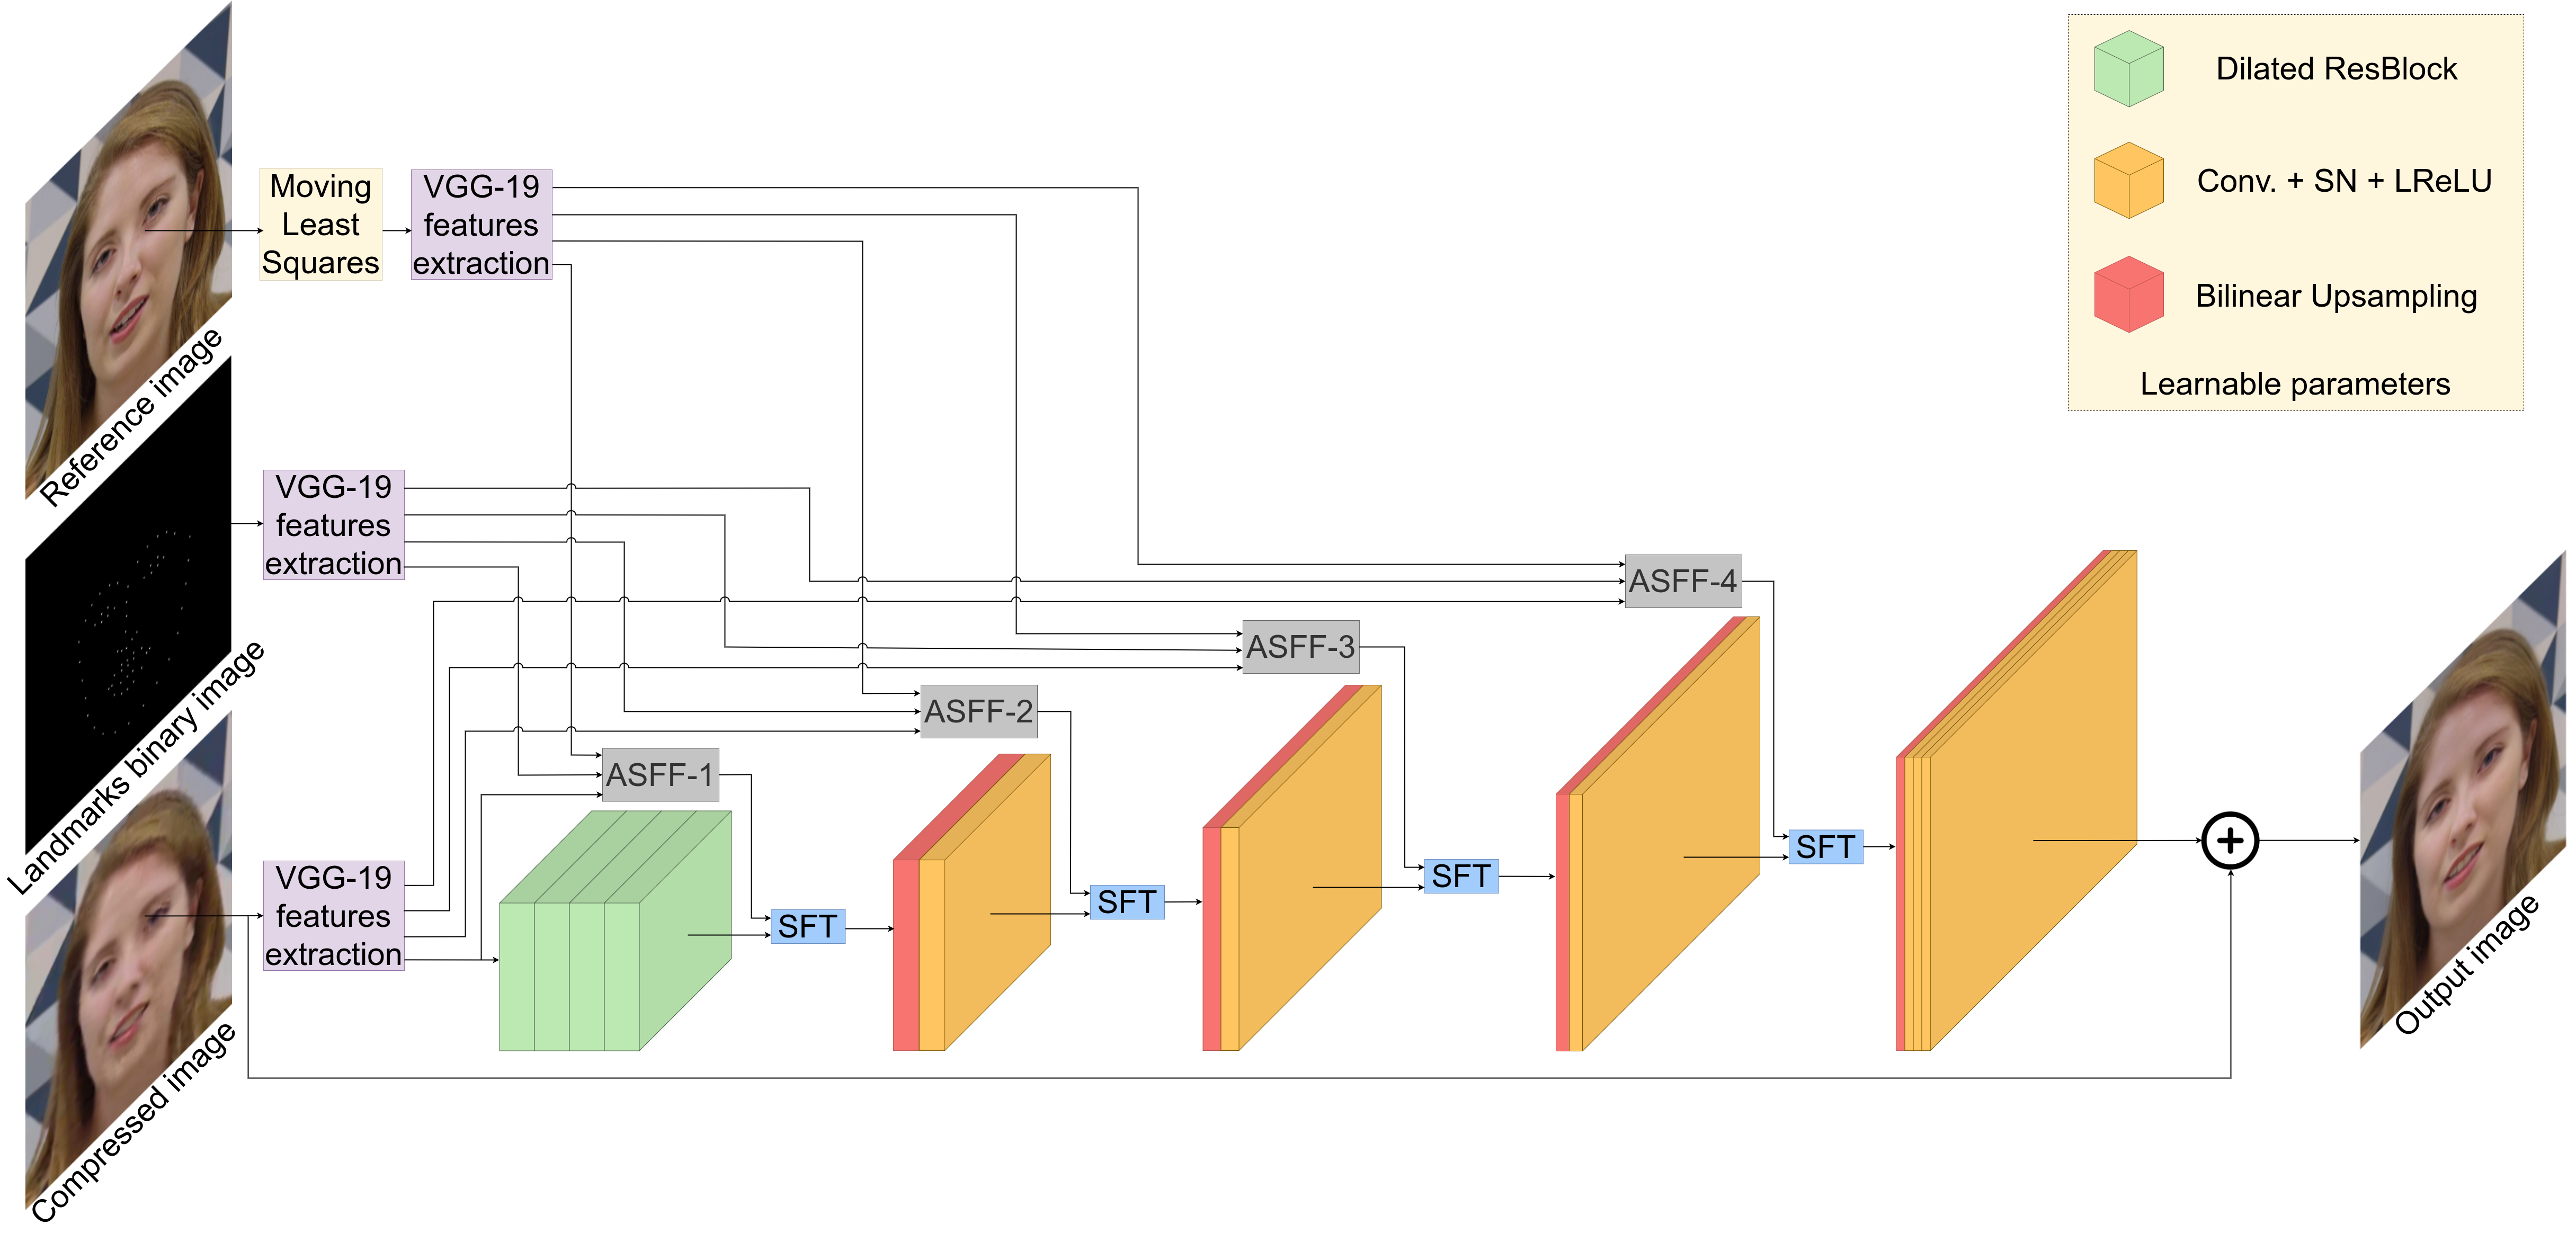 Reference image
Moving
Least
Squares
VGG-19
features
extraction
Dilated ResBlock
Conv. + SN + LReLU
Bilinear Upsampling
Learnable parameters
Landmarks binary image
VGG-19
features
extraction
ASFF-4
ASFF-3
ASFF-2
ASFF-1
Compressed image
VGG-19
features
extraction
SFT
SFT
SFT
SFT
Output image